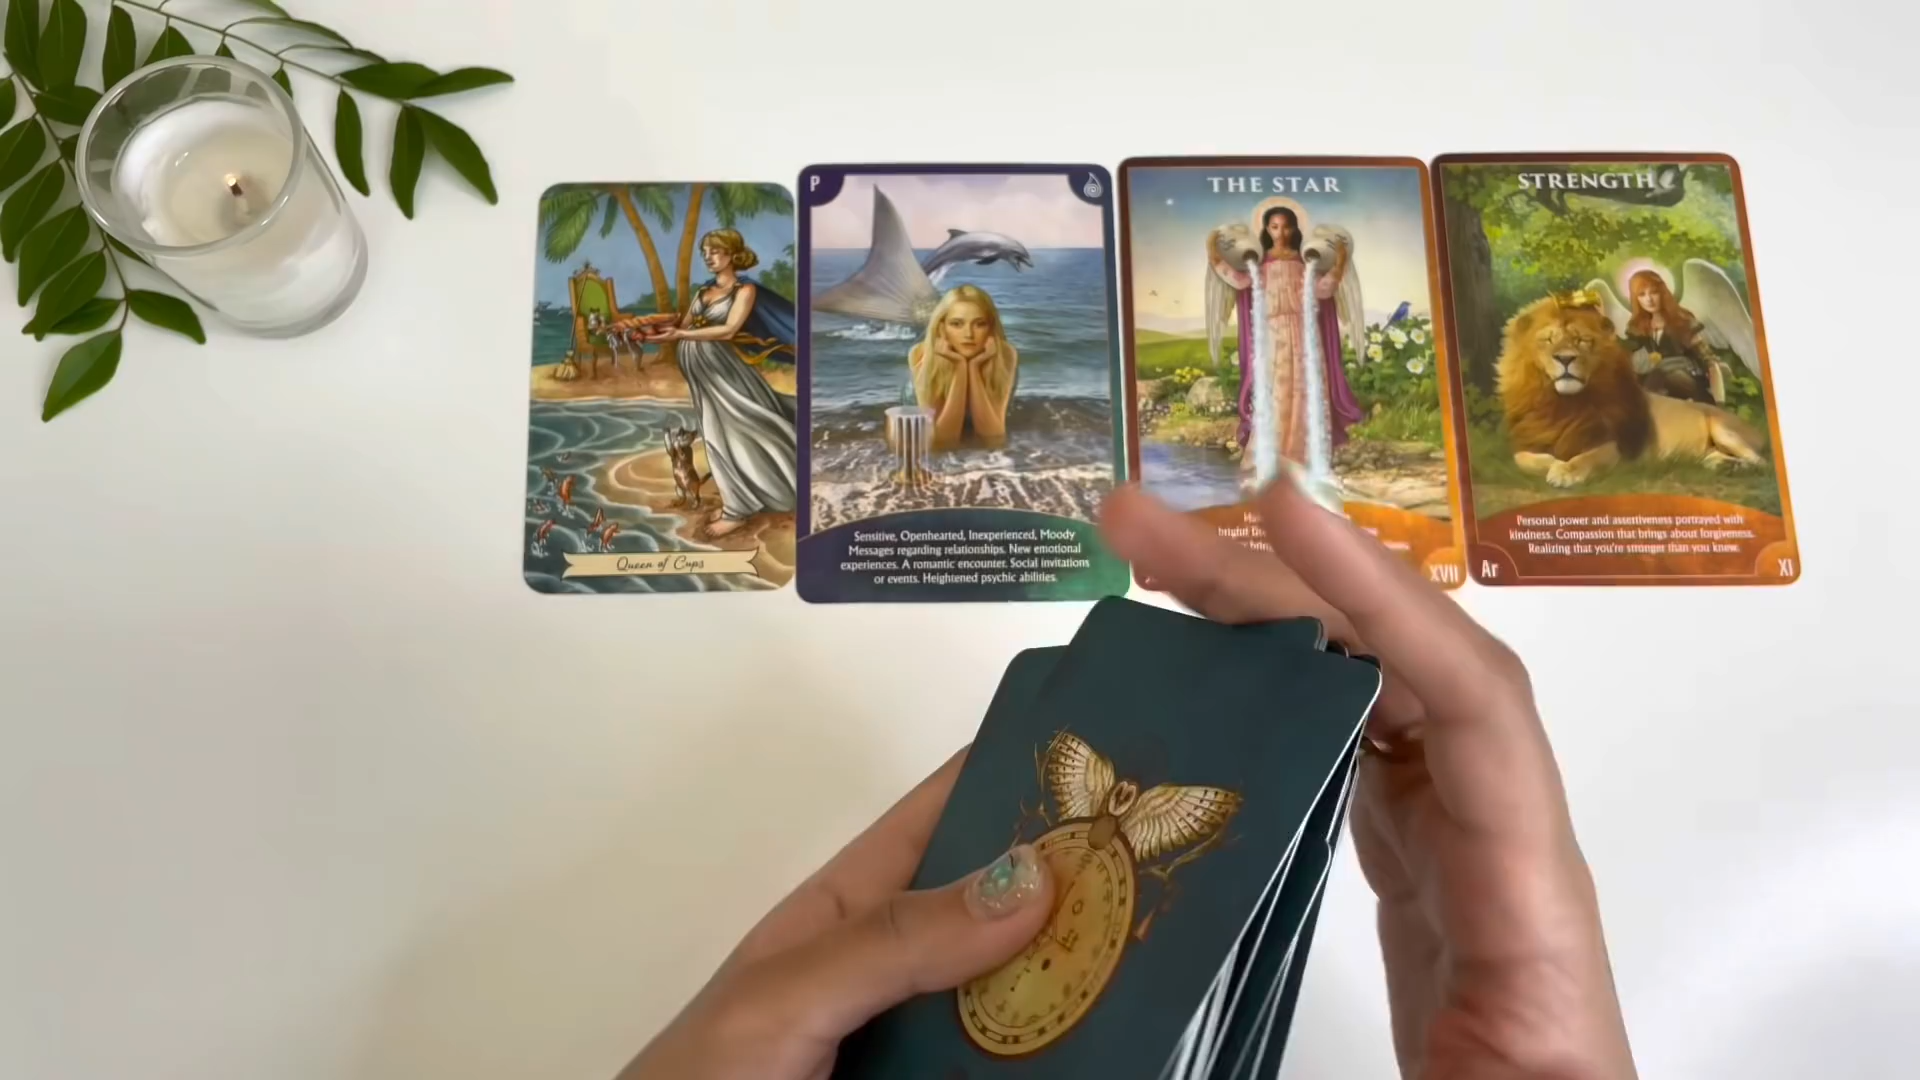 Queen of Cups
P
Sensitive, Openhearted, Inexperienced, Moody
Messages regarding relationships. New emotional
experiences. A romantic encounter. Social invitations
or events. Heightened psychic abilities.
THE STAR
bright
XVII
STRENGTH
Personal power and assertiveness portrayed with
kindness. Compassion that brings about forgiveness.
Realizing that you're stronger than you knew.
Ar
XI